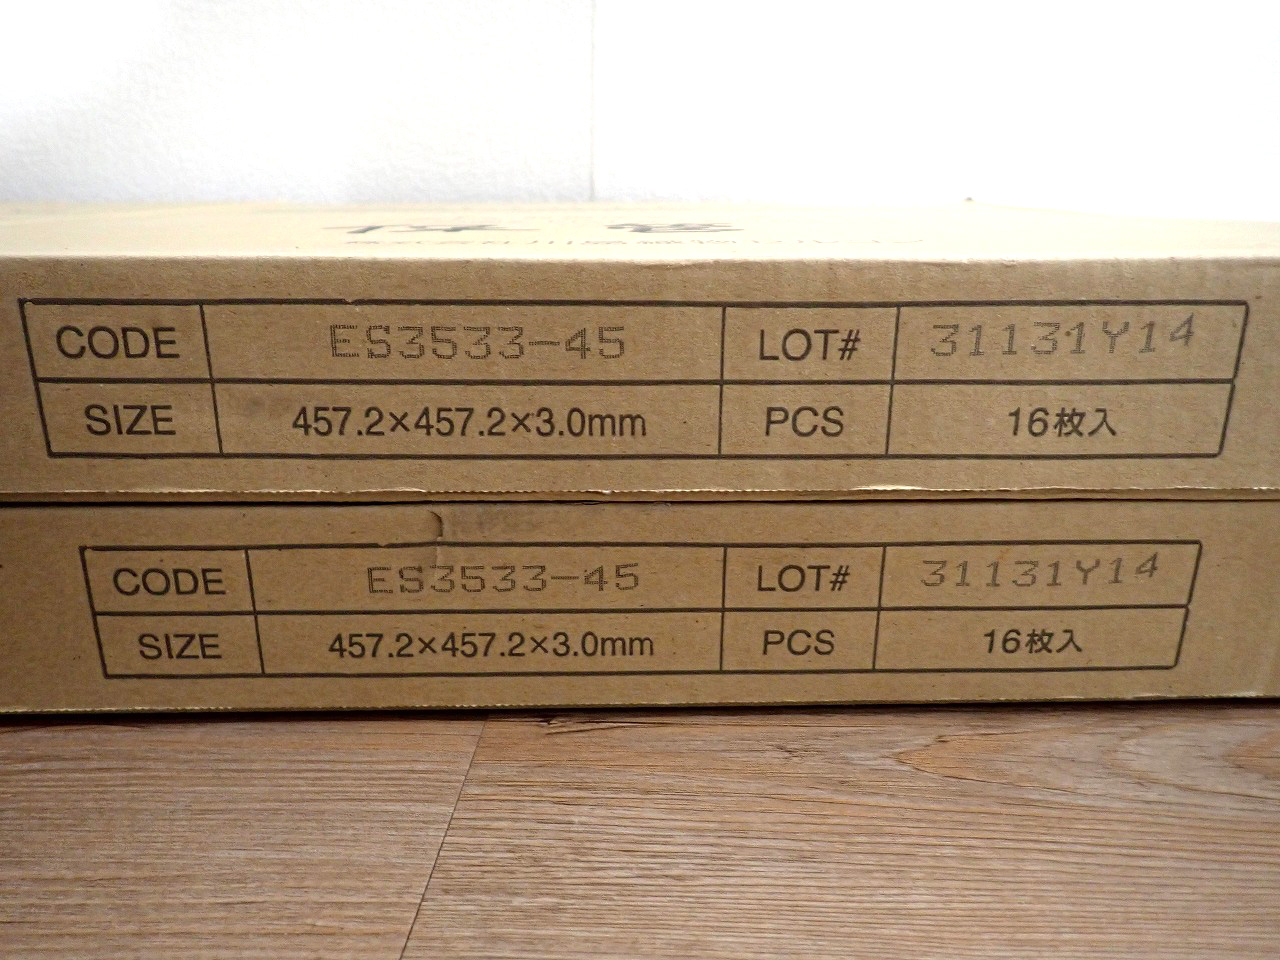 CODE ES3533-45 LOT# 31131Y14
SIZE 457.2×457.2×3.0mm PCS 16枚入
CODE ES3533-45 LOT# 31131Y14
SIZE 457.2×457.2×3.0mm PCS 16枚入